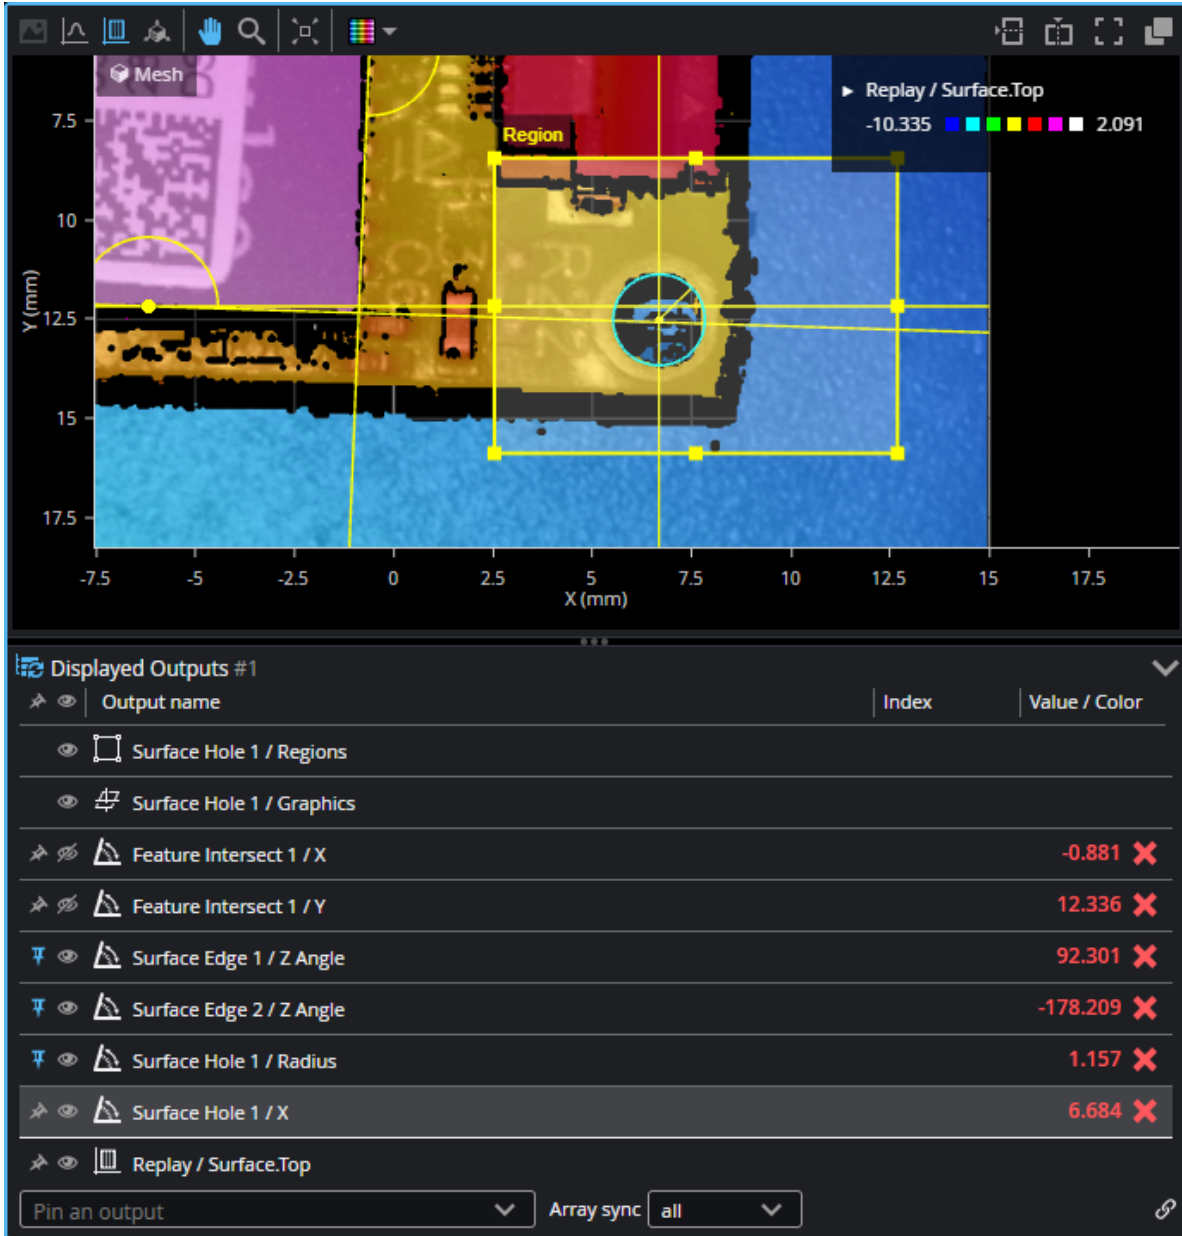 Mesh
Replay / Surface.Top
-10.335 2.091
Region
7.5
10
12.5
15
17.5
Y (mm)
-7.5 -5 -2.5 0 2.5 5 7.5 10 12.5 15 17.5
X (mm)
R22
Displayed Outputs #1
Output name Index Value / Color
Surface Hole 1 / Regions
Surface Hole 1 / Graphics
Feature Intersect 1 / X -0.881
Feature Intersect 1 / Y 12.336
Surface Edge 1 / Z Angle 92.301
Surface Edge 2 / Z Angle -178.209
Surface Hole 1 / Radius 1.157
Surface Hole 1 / X 6.684
Replay / Surface.Top
Pin an output Array sync all